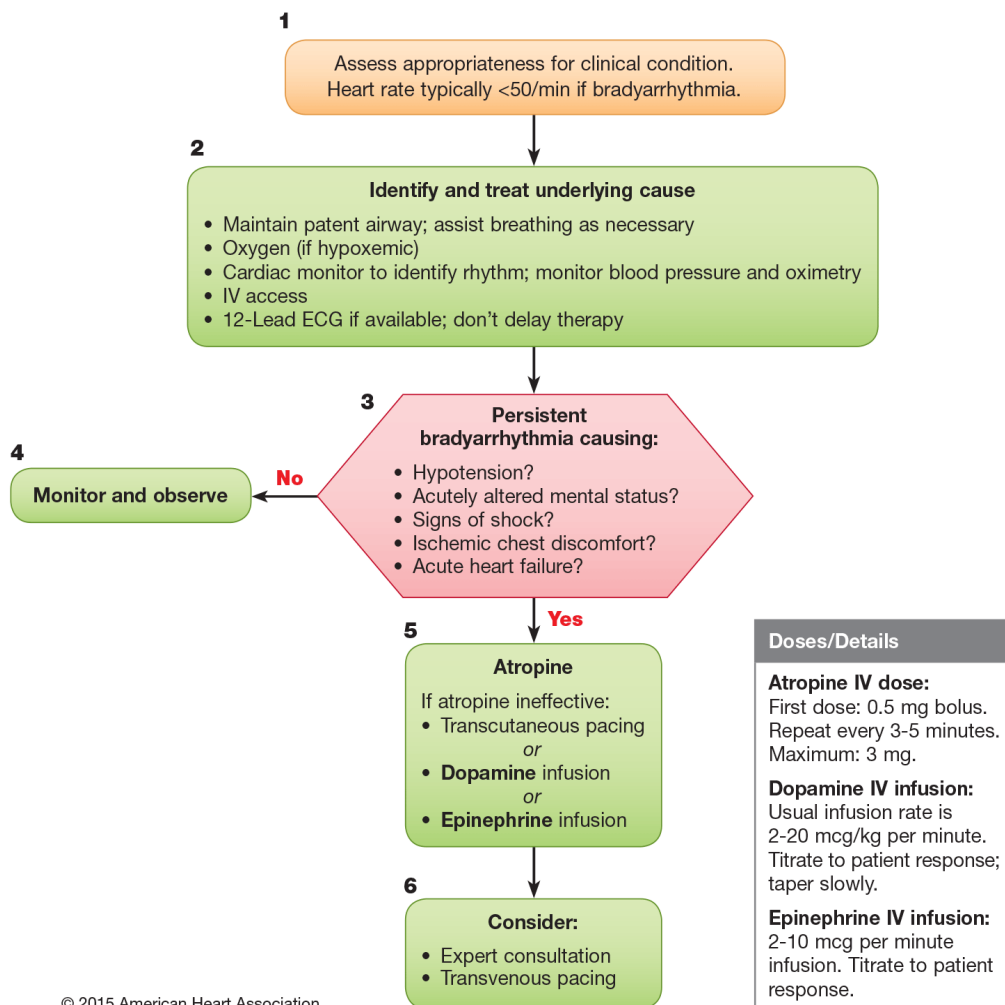 1
Assess appropriateness for clinical condition.
Heart rate typically <50/min if bradyarrhythmia.
2
Identify and treat underlying cause
• Maintain patent airway; assist breathing as necessary
• Oxygen (if hypoxemic)
• Cardiac monitor to identify rhythm; monitor blood pressure and oximetry
• IV access
• 12-Lead ECG if available; don’t delay therapy
3
Persistent
bradyarrhythmia causing:
• Hypotension?
• Acutely altered mental status?
• Signs of shock?
• Ischemic chest discomfort?
• Acute heart failure?
No
4
Monitor and observe
Yes
5
Atropine
If atropine ineffective:
• Transcutaneous pacing
or
• Dopamine infusion
or
• Epinephrine infusion
6
Consider:
• Expert consultation
• Transvenous pacing
Doses/Details
Atropine IV dose:
First dose: 0.5 mg bolus.
Repeat every 3-5 minutes.
Maximum: 3 mg.
Dopamine IV infusion:
Usual infusion rate is
2-20 mcg/kg per minute.
Titrate to patient response;
taper slowly.
Epinephrine IV infusion:
2-10 mcg per minute
infusion. Titrate to patient
response.
© 2015 American Heart Association